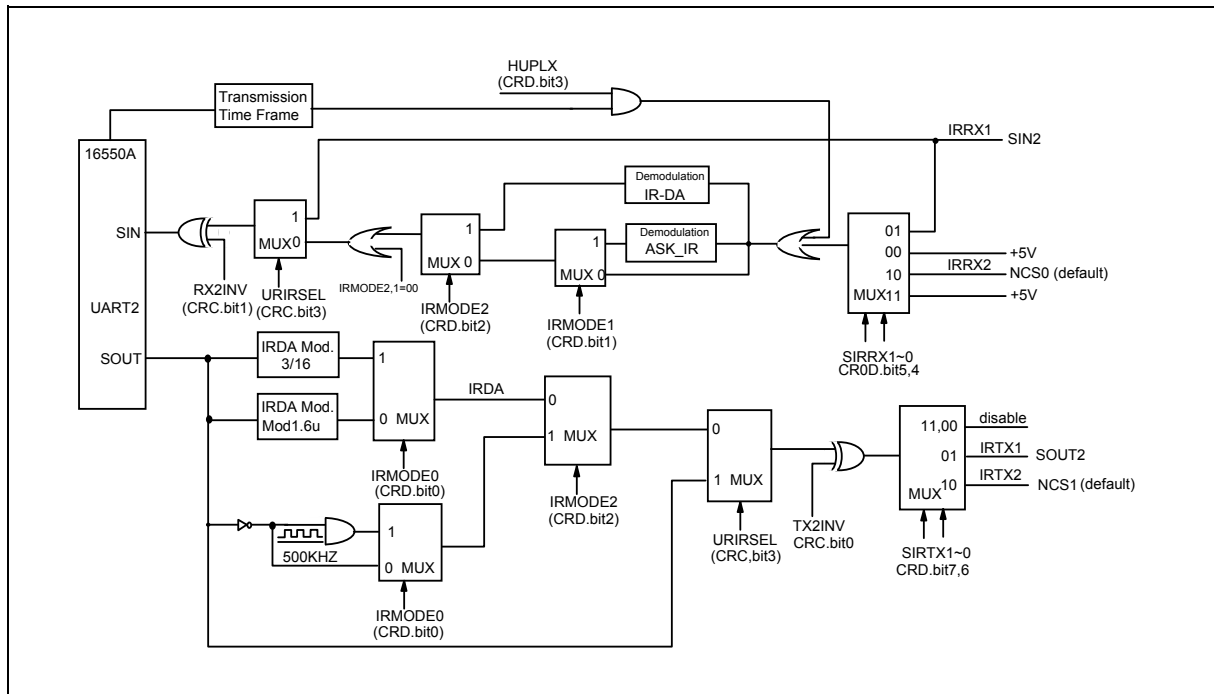 HUPLX
(CRD.bit3)
Transmission
Time Frame
16550A
IRRX1
SIN2
Demodulation
IR-DA
1
MUX 0
SIN
1
MUX 0
1
MUX 0
Demodulation
ASK_IR
01
00
10
MUX 11
+5V
IRRX2
NCS0 (default)
+5V
RX2INV
(CRC.bit1)
URIRSEL
(CRC.bit3)
IRMODE2,1=00
IRMODE2
(CRD.bit2)
IRMODE1
(CRD.bit1)
SIRRX1~0
CR0D.bit5,4
UART2
SOUT
IRDA Mod.
3/16
IRDA Mod.
Mod1.6u
1
0 MUX
IRDA
0
1 MUX
0
1 MUX
11,00
01
10
MUX
disable
IRTX1
SOUT2
IRTX2
NCS1 (default)
IRMODE0
(CRD.bit0)
IRMODE2
(CRD.bit2)
500KHZ
1
0 MUX
IRMODE0
(CRD.bit0)
URIRSEL
(CRC,bit3)
TX2INV
CRC.bit0
SIRTX1~0
CRD.bit7,6